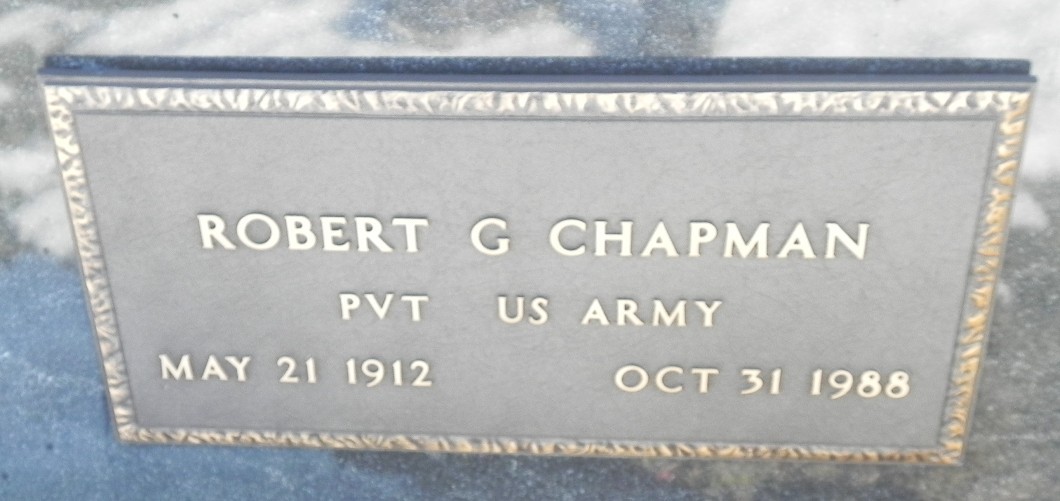 ROBERT G CHAPMAN
PVT US ARMY
MAY 21 1912 OCT 31 1988